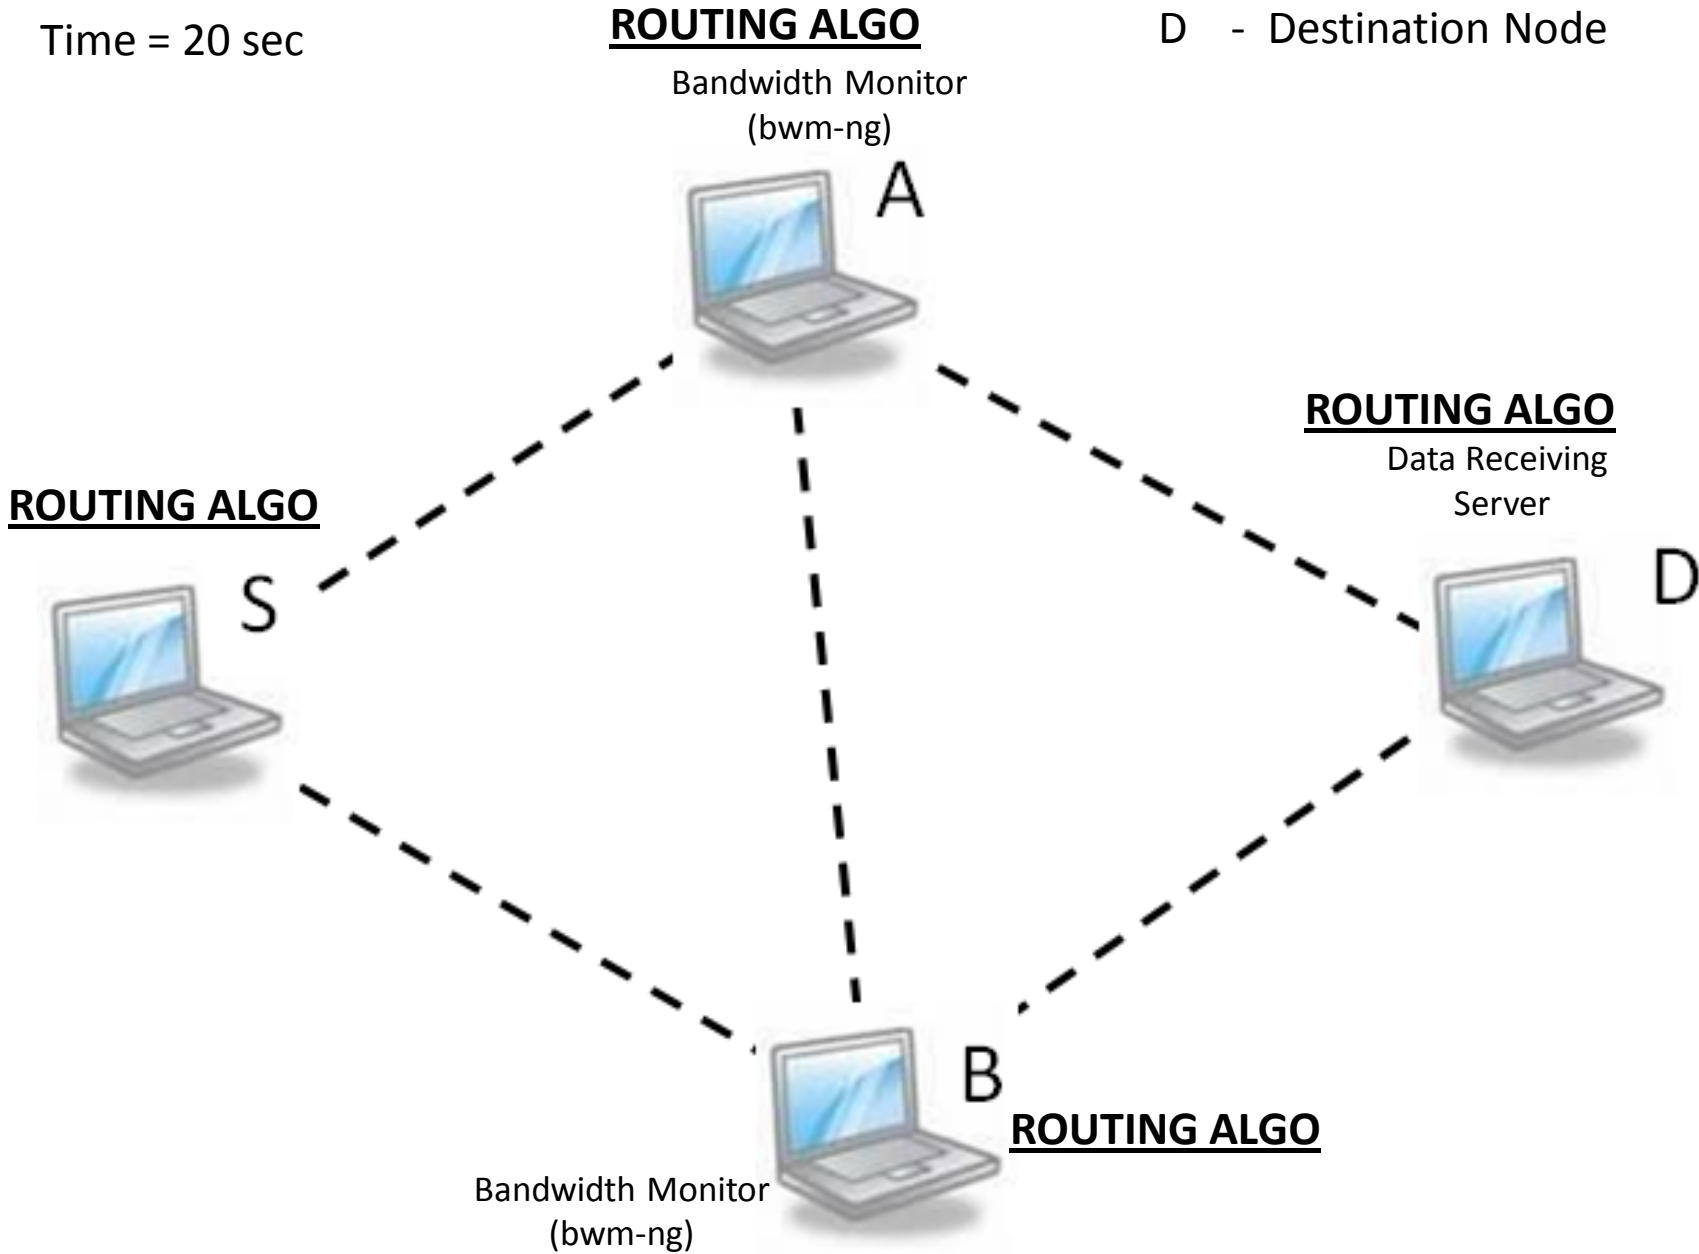 Time = 20 sec
ROUTING ALGO
D - Destination Node
Bandwidth Monitor
(bwm-ng)
A
ROUTING ALGO
Data Receiving
Server
D
ROUTING ALGO
S
B
ROUTING ALGO
Bandwidth Monitor
(bwm-ng)